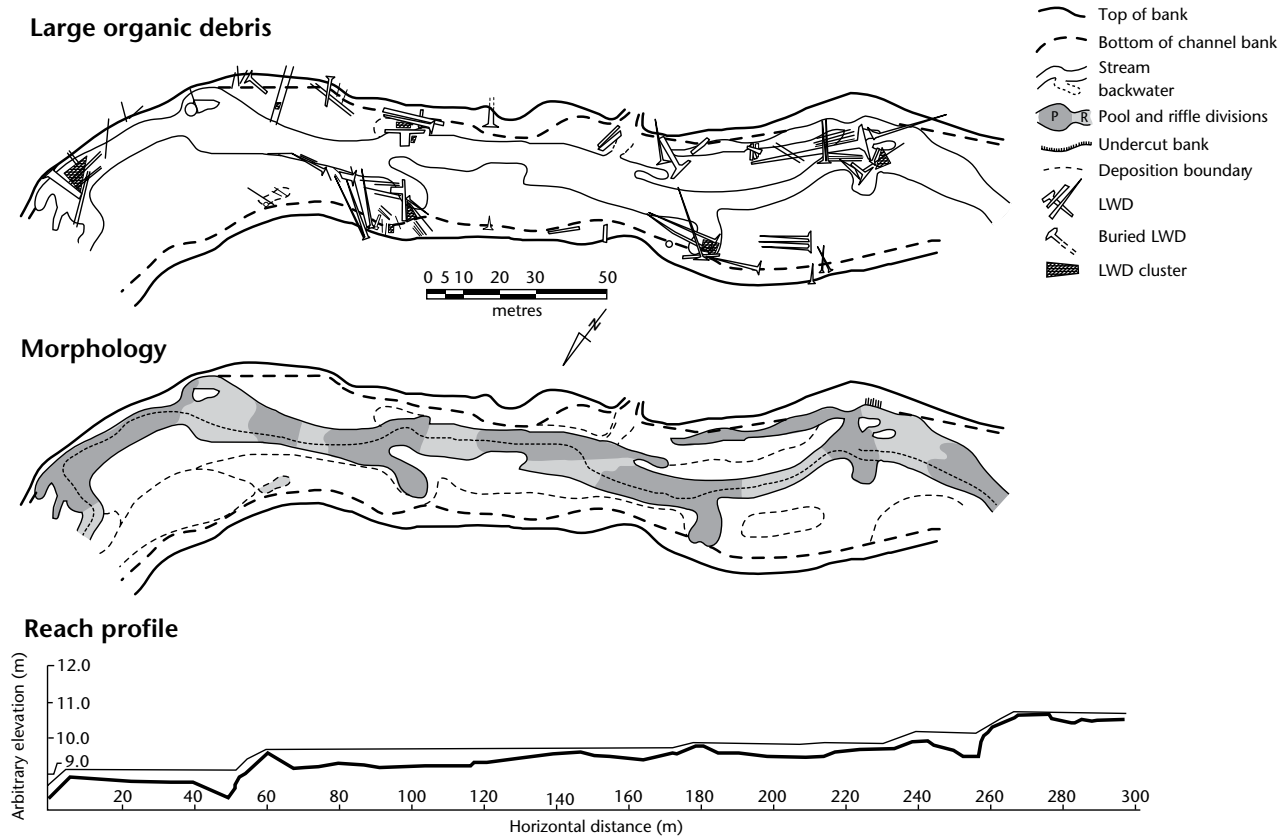 Large organic debris
Top of bank
Bottom of channel bank
Stream
backwater
P R Pool and riffle divisions
Undercut bank
Deposition boundary
LWD
Buried LWD
LWD cluster
0 5 10 20 30 50
metres
N
Morphology
Reach profile
Arbitrary elevation (m)
12.0
11.0
10.0
9.0
20 40 60 80 100 120 140 160 180 200 220 240 260 280 300
Horizontal distance (m)